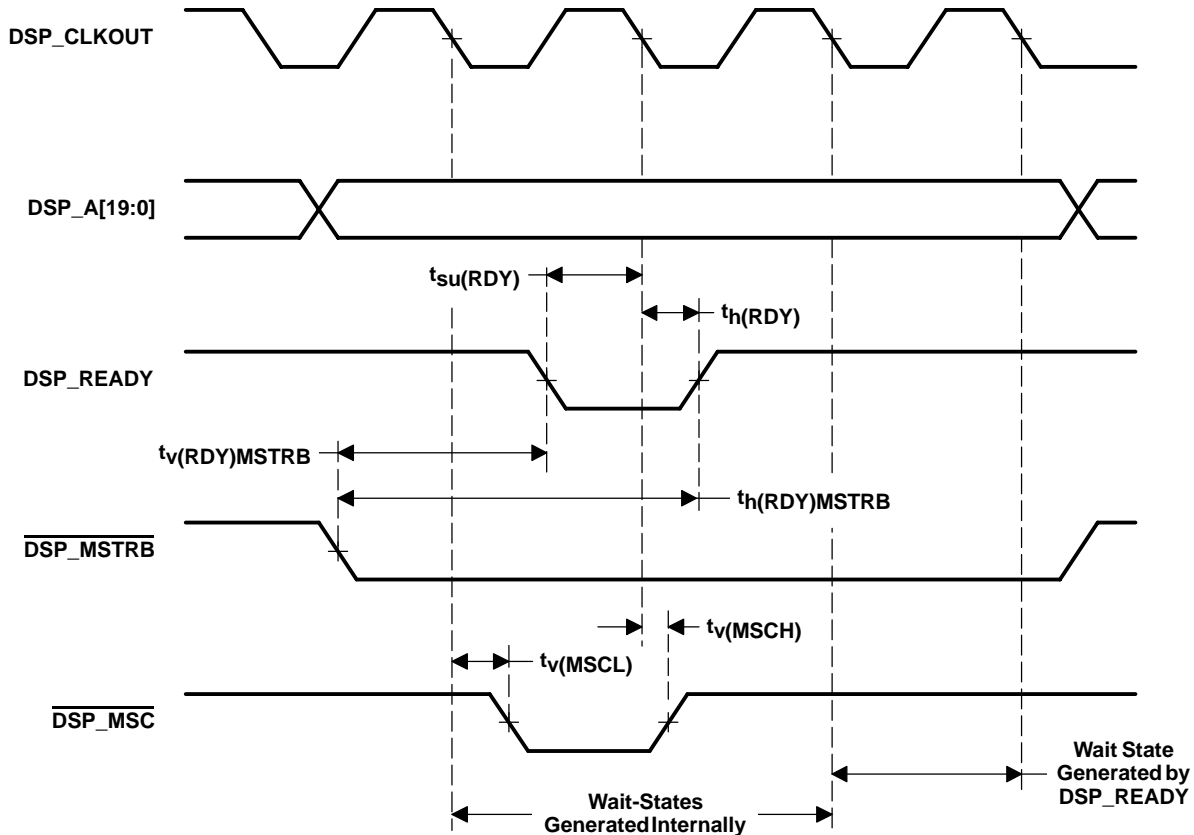 DSP_CLKOUT
DSP_A[19:0]
tsu(RDY)
th(RDY)
DSP_READY
tv(RDY)MSTRB
th(RDY)MSTRB
DSP_MSTRB
tv(MSCH)
tv(MSCL)
DSP_MSC
Wait State
Generated by
DSP_READY
Wait-States
Generated Internally